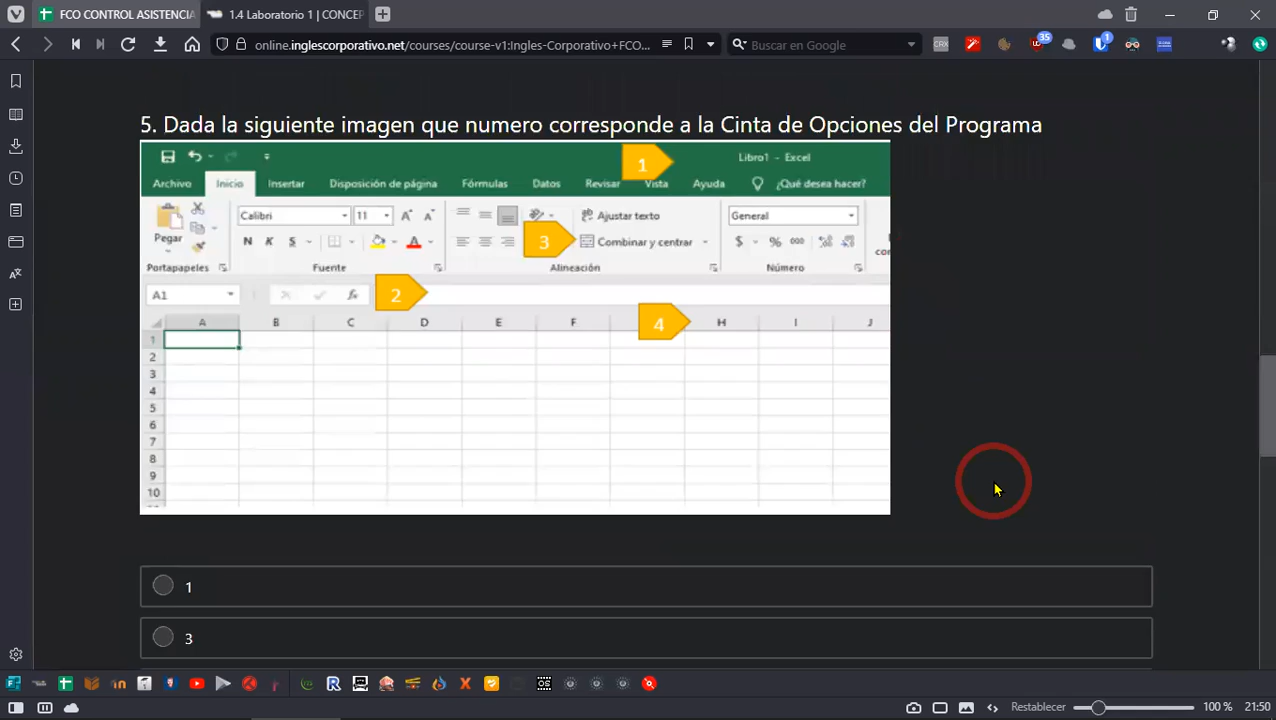 FCO CONTROL ASISTENCIA
1.4 Laboratorio 1 | CONCEP
online.inglescorporativo.net/courses/course-v1:Ingles-Corporativo+FCO...
Buscar en Google
CRX
35
1
5. Dada la siguiente imagen que numero corresponde a la Cinta de Opciones del Programa
1
Libro1 - Excel
Archivo Inicio Insertar Disposición de página Fórmulas Datos Revisar Vista Ayuda ¿Qué desea hacer?
Calibri 11 Ajustar texto General
Pegar N K S A 3 Combinar y centrar $ % 000
Portapapeles Fuente Alineación Número
A1 fx 2
4
A B C D E F H I J
1
2
3
4
5
6
7
8
9
10
1
3
Restablecer 100 % 21:50